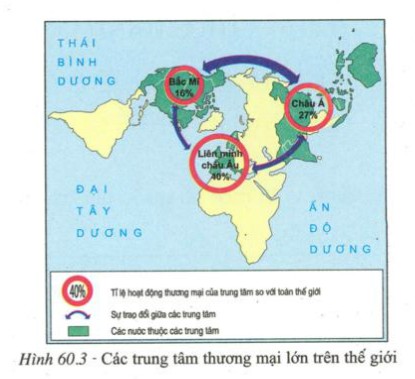 THÁI
BÌNH
DƯƠNG
Bắc Mĩ
16%
Châu Á
27%
Liên minh
châu Âu
40%
ĐẠI
TÂY
DƯƠNG
ẤN
ĐỘ
DƯƠNG
40% Tỉ lệ hoạt động thương mại của trung tâm so với toàn thế giới
Sự trao đổi giữa các trung tâm
Các nước thuộc các trung tâm
Hình 60.3 - Các trung tâm thương mại lớn trên thế giới